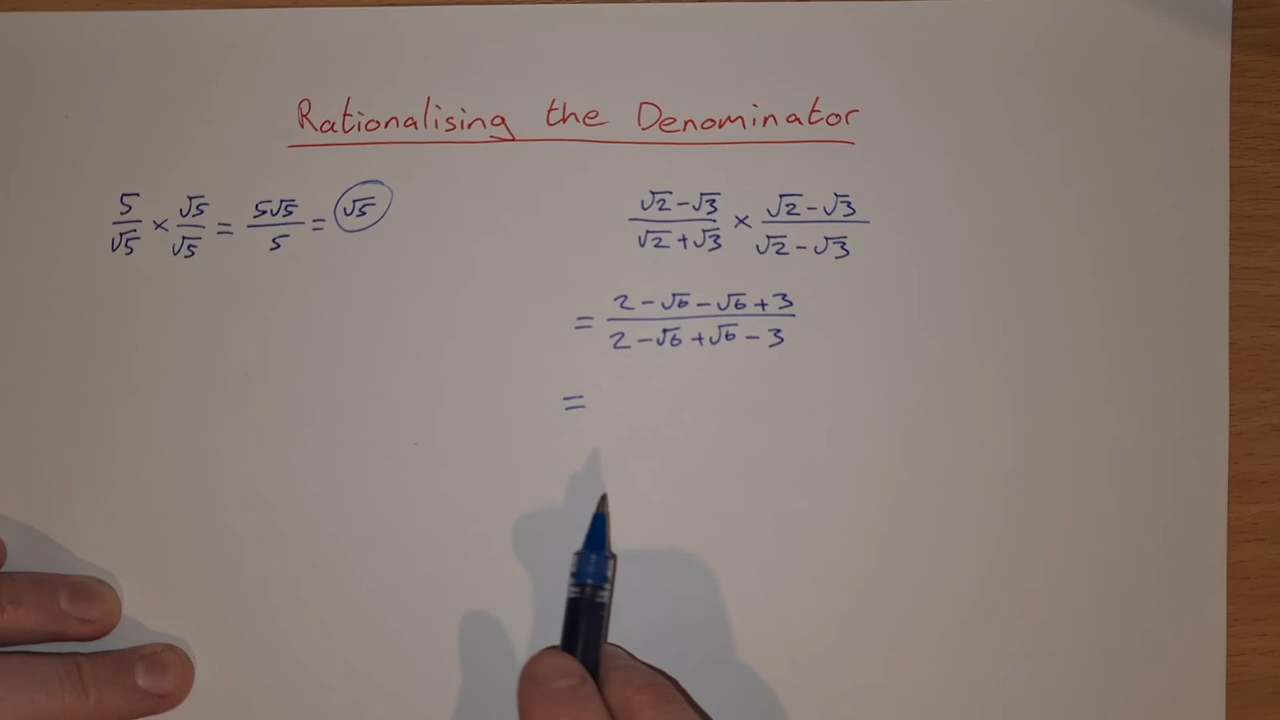 Rationalising the Denominator
5/√5 × √5/√5 = 5√5/5 = √5
(√2-√3)/(√2+√3) × (√2-√3)/(√2-√3)
= (2-√6-√6+3)/(2-√6+√6-3)
=